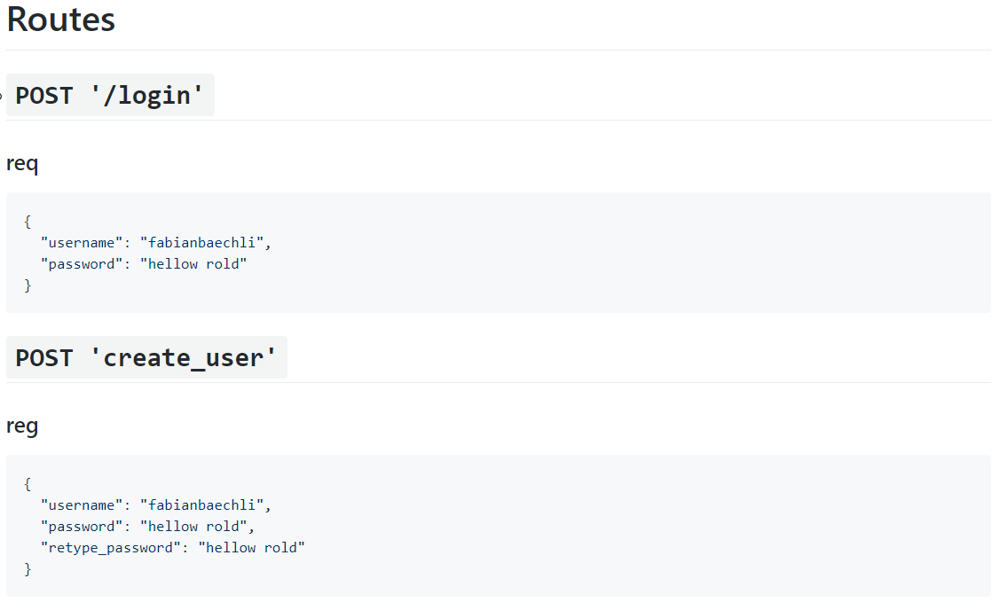 Routes
POST '/login'
req
{
  "username": "fabianbaechli",
  "password": "hellow rold"
}
POST 'create_user'
reg
{
  "username": "fabianbaechli",
  "password": "hellow rold",
  "retype_password": "hellow rold"
}